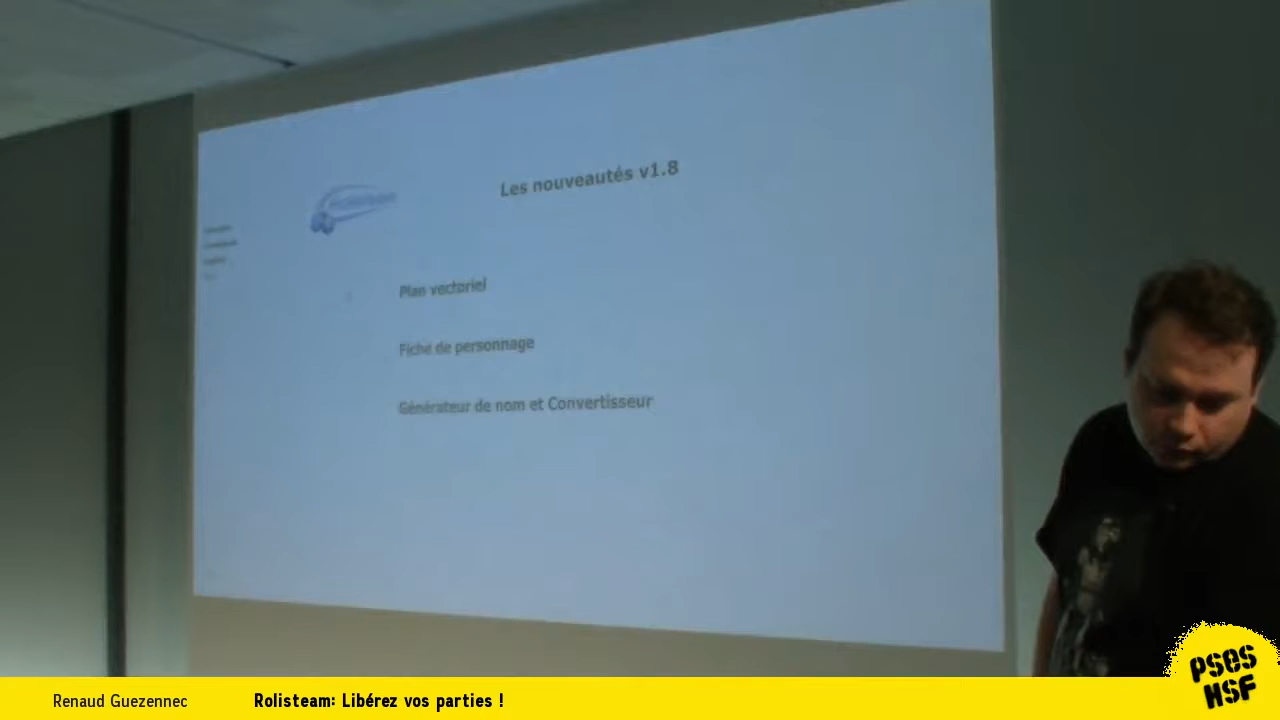 Les nouveautés v1.8
Plan vectoriel
Fiche de personnage
Générateur de nom et Convertisseur
Renaud Guezennec
Rolisteam: Libérez vos parties !
PSES
HSF